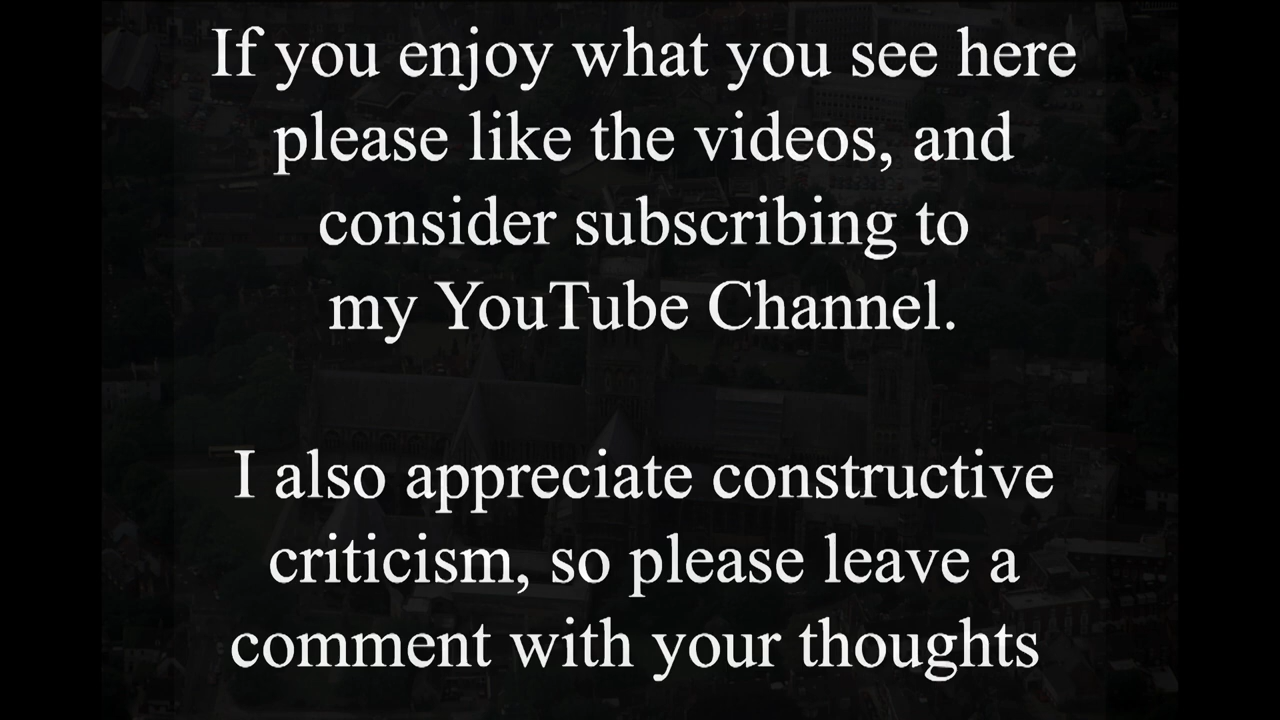 If you enjoy what you see here
please like the videos, and
consider subscribing to
my YouTube Channel.
I also appreciate constructive
criticism, so please leave a
comment with your thoughts